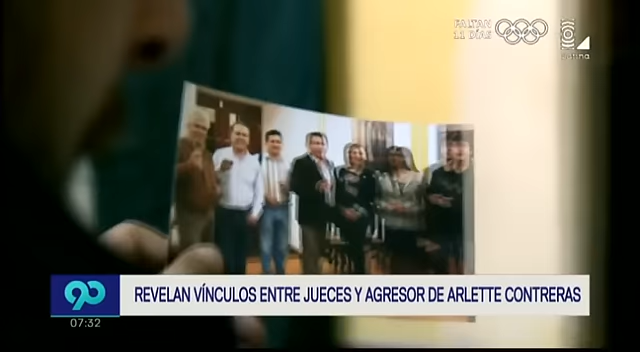 FALTAN
11 DÍAS
latina
90
REVELAN VÍNCULOS ENTRE JUECES Y AGRESOR DE ARLETTE CONTRERAS
07:32